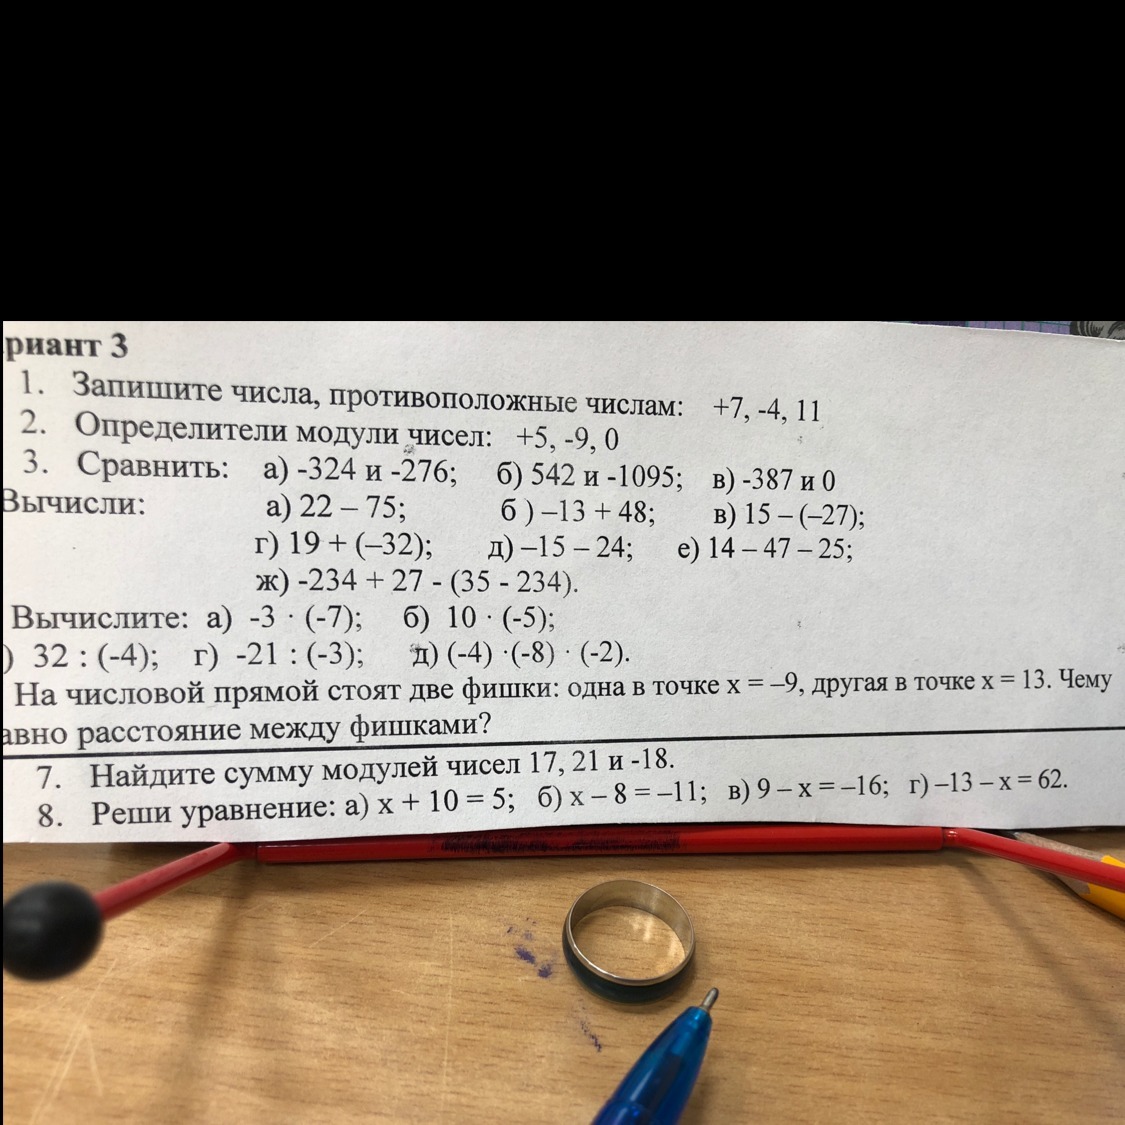 риант 3
1. Запишите числа, противоположные числам: +7, -4, 11
2. Определители модули чисел: +5, -9, 0
3. Сравнить: а) -324 и -276; б) 542 и -1095; в) -387 и 0
Вычисли: а) 22 – 75; б ) –13 + 48; в) 15 – (–27);
г) 19 + (–32); д) –15 – 24; е) 14 – 47 – 25;
ж) -234 + 27 - (35 - 234).
Вычислите: а) -3 · (-7); б) 10 · (-5);
) 32 : (-4); г) -21 : (-3); д) (-4) ·(-8) · (-2).
На числовой прямой стоят две фишки: одна в точке х = –9, другая в точке х = 13. Чему
авно расстояние между фишками?
7. Найдите сумму модулей чисел 17, 21 и -18.
8. Реши уравнение: а) х + 10 = 5; б) х – 8 = –11; в) 9 – х = –16; г) –13 – х = 62.